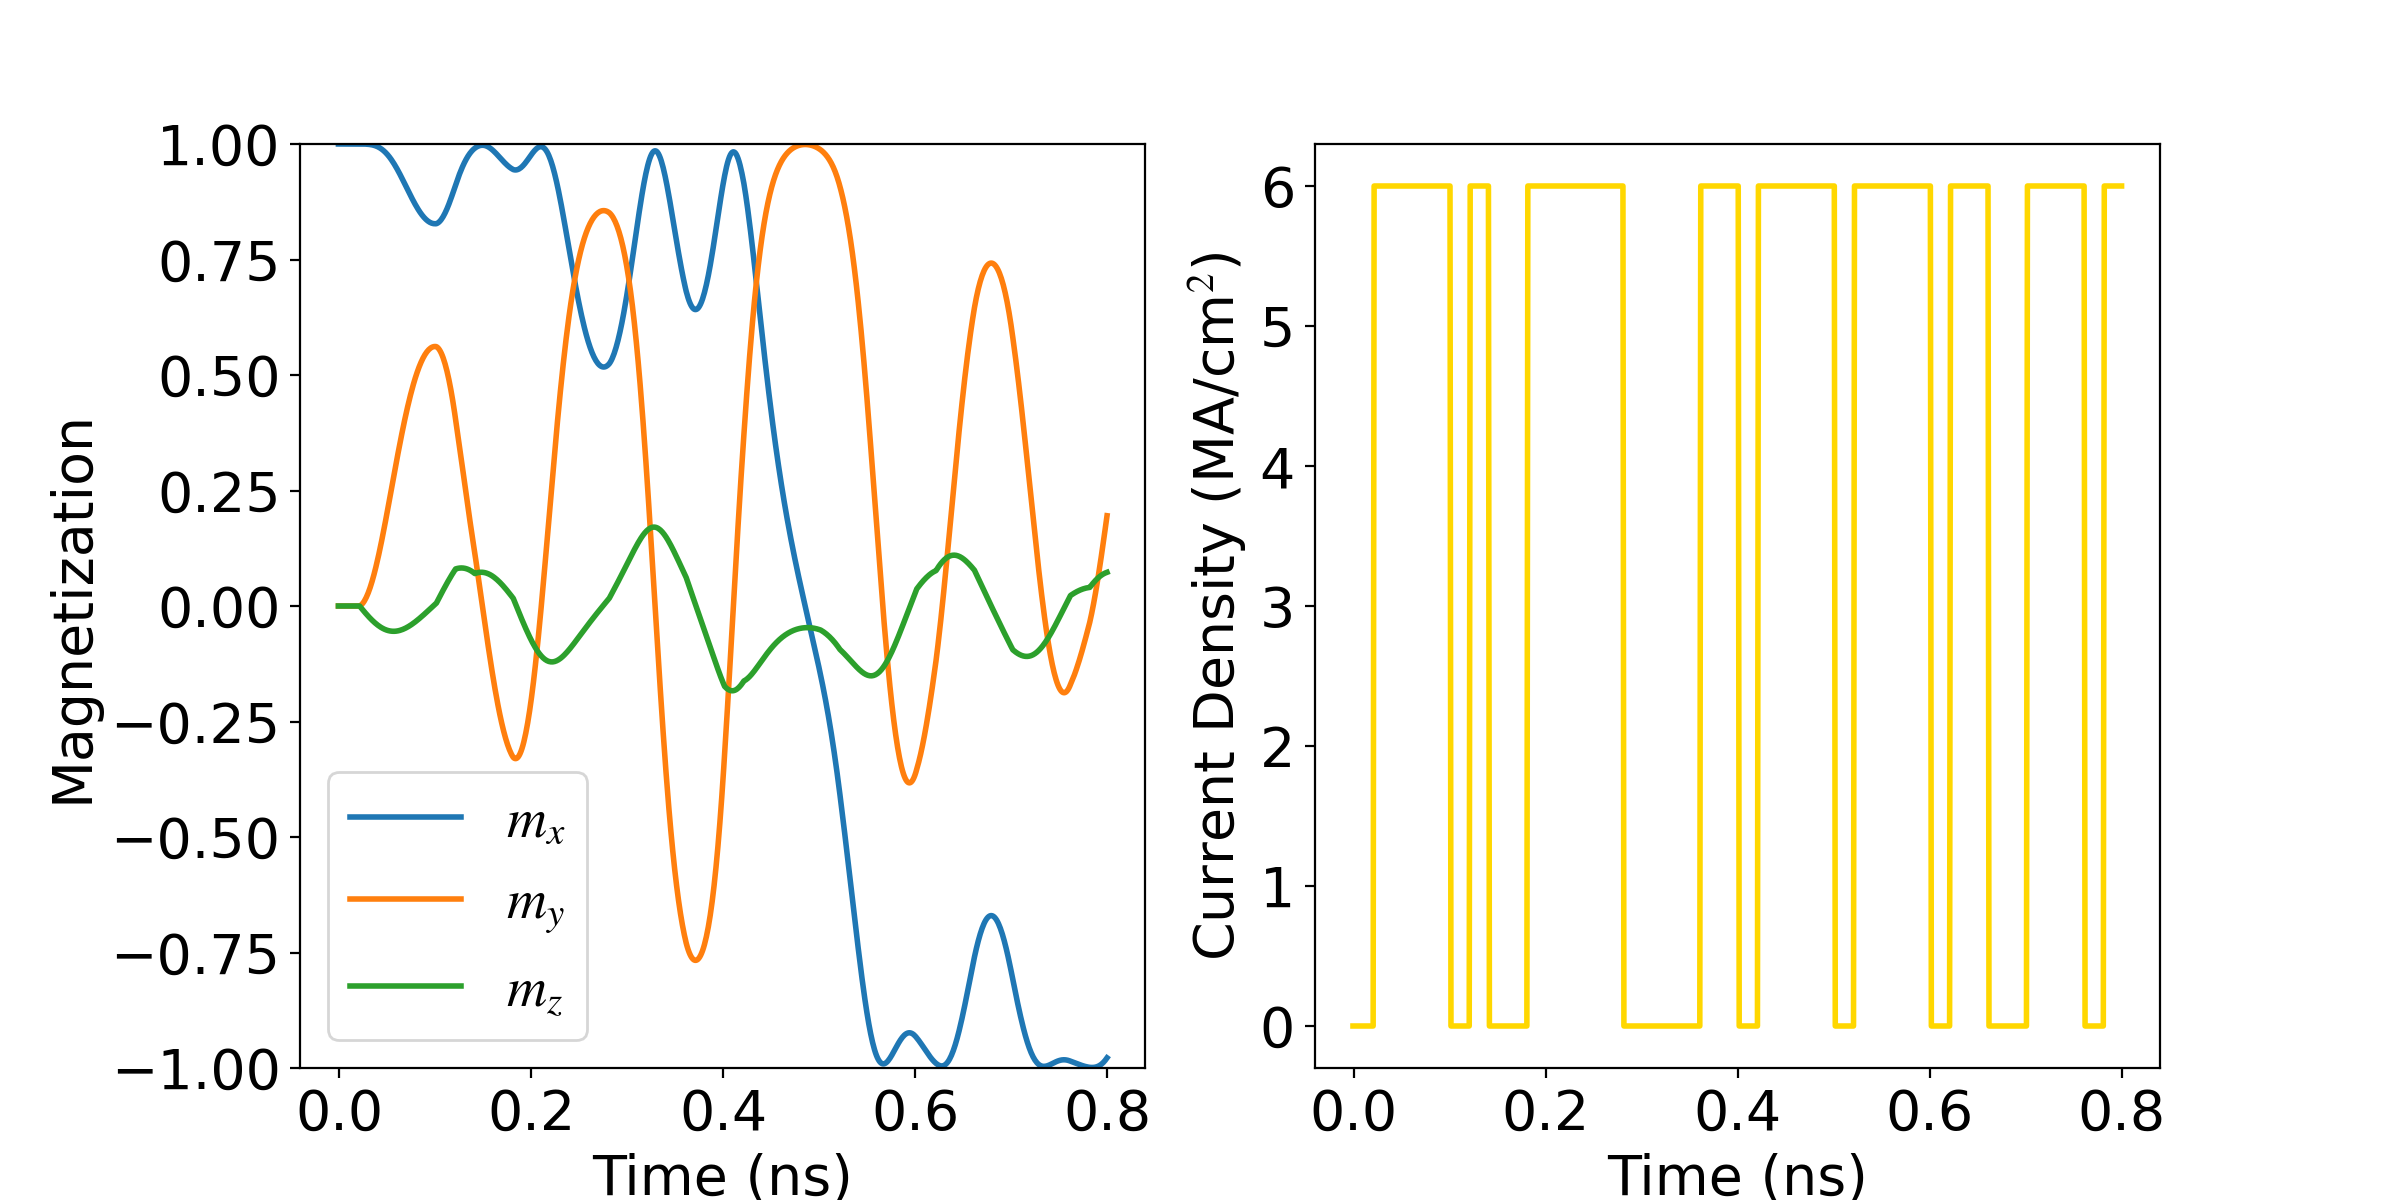 Magnetization
1.00
0.75
0.50
0.25
0.00
−0.25
−0.50
−0.75
−1.00
0.0 0.2 0.4 0.6 0.8
Time (ns)
m_x
m_y
m_z
Current Density (MA/cm²)
6
5
4
3
2
1
0
0.0 0.2 0.4 0.6 0.8
Time (ns)